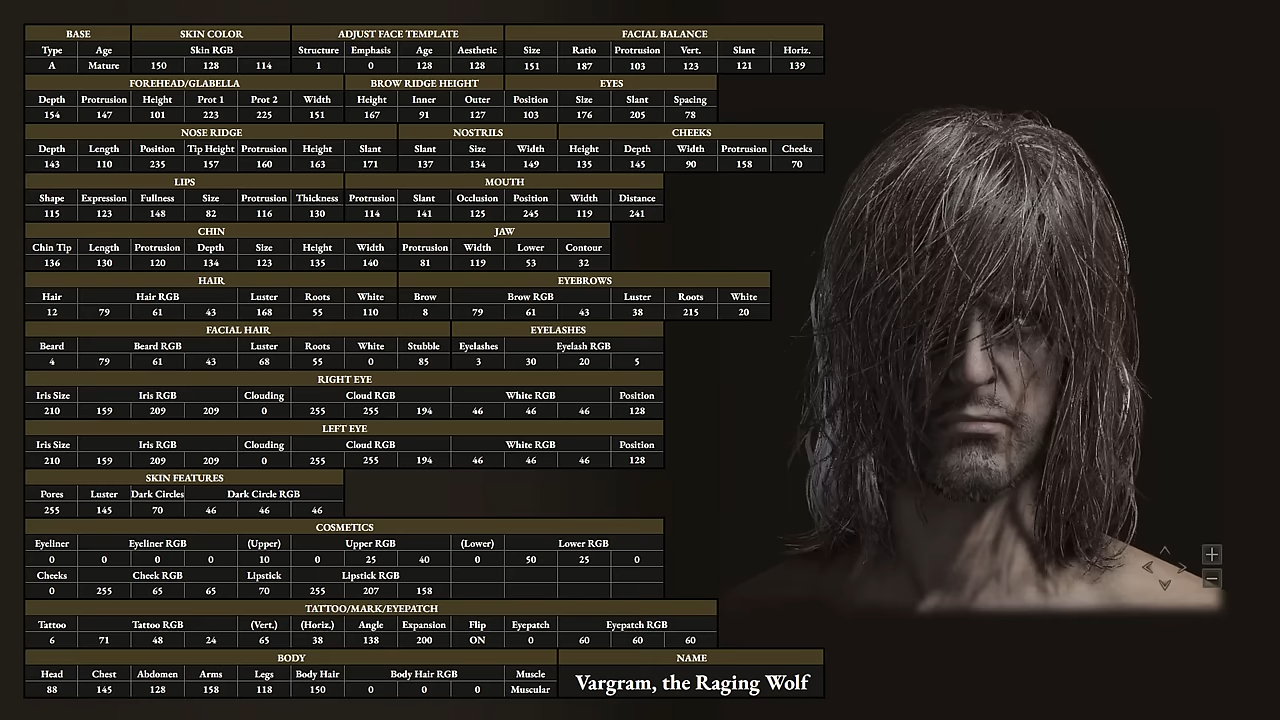 BASE SKIN COLOR ADJUST FACE TEMPLATE FACIAL BALANCE
Type Age Skin RGB Structure Emphasis Age Aesthetic Size Ratio Protrusion Vert. Slant Horiz.
A Mature 150 128 114 1 0 128 128 151 187 103 123 121 139
FOREHEAD/GLABELLA BROW RIDGE HEIGHT EYES
Depth Protrusion Height Prot 1 Prot 2 Width Height Inner Outer Position Size Slant Spacing
154 147 101 223 225 151 167 91 127 103 176 205 78
NOSE RIDGE NOSTRILS CHEEKS
Depth Length Position Tip Height Protrusion Height Slant Slant Size Width Height Depth Width Protrusion Cheeks
143 110 235 157 160 163 171 137 134 149 135 145 90 158 70
LIPS MOUTH
Shape Expression Fullness Size Protrusion Thickness Protrusion Slant Occlusion Position Width Distance
115 123 148 82 116 130 114 141 125 245 119 241
CHIN JAW
Chin Tip Length Protrusion Depth Size Height Width Protrusion Width Lower Contour
136 130 120 134 123 135 140 81 119 53 32
HAIR EYEBROWS
Hair Hair RGB Luster Roots White Brow Brow RGB Luster Roots White
12 79 61 43 168 55 110 8 79 61 43 38 215 20
FACIAL HAIR EYELASHES
Beard Beard RGB Luster Roots White Stubble Eyelashes Eyelash RGB
4 79 61 43 68 55 0 85 3 30 20 5
RIGHT EYE
Iris Size Iris RGB Clouding Cloud RGB White RGB Position
210 159 209 209 0 255 255 194 46 46 46 128
LEFT EYE
Iris Size Iris RGB Clouding Cloud RGB White RGB Position
210 159 209 209 0 255 255 194 46 46 46 128
SKIN FEATURES
Pores Luster Dark Circles Dark Circle RGB
255 145 70 46 46 46
COSMETICS
Eyeliner Eyeliner RGB (Upper) Upper RGB (Lower) Lower RGB
0 0 0 0 10 0 25 40 0 50 25 0
Cheeks Cheek RGB Lipstick Lipstick RGB
0 255 65 65 70 255 207 158
TATTOO/MARK/EYEPATCH
Tattoo Tattoo RGB (Vert.) (Horiz.) Angle Expansion Flip Eyepatch Eyepatch RGB
6 71 48 24 65 38 138 200 ON 0 60 60 60
BODY NAME
Head Chest Abdomen Arms Legs Body Hair Body Hair RGB Muscle
88 145 128 158 118 150 0 0 0 Muscular
Vargram, the Raging Wolf